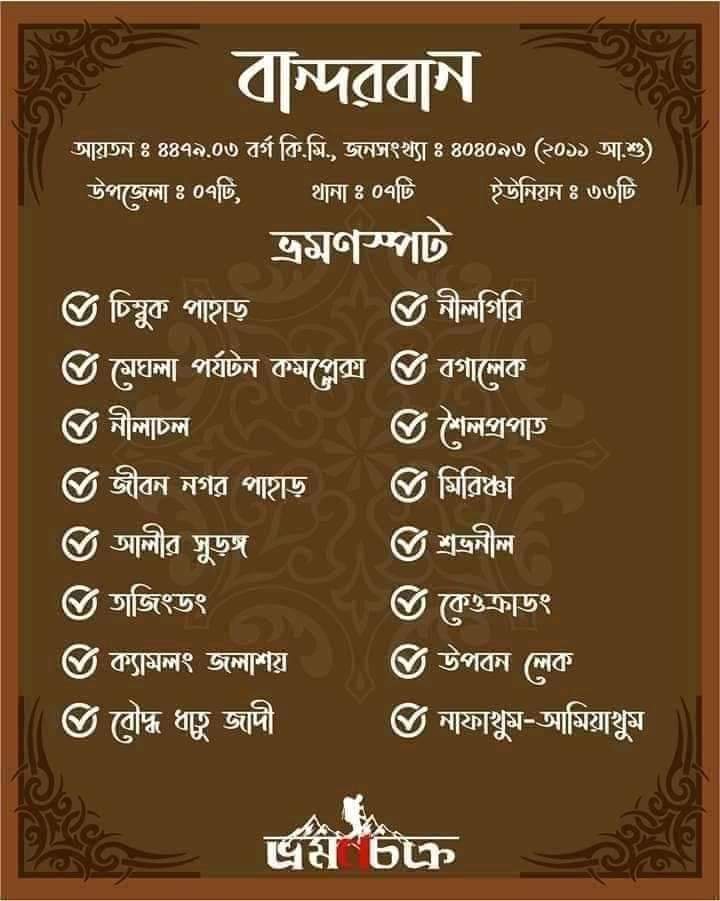 বান্দরবান
আয়তন ঃ ৪৪৭৯.০৩ বর্গ কি.মি., জনসংখ্যা ঃ ৪০৪০৯৩ (২০১১ আ.শু)
উপজেলা ঃ ০৭টি, থানা ঃ ০৭টি ইউনিয়ন ঃ ৩৩টি
ভ্রমণস্পট
চিম্বুক পাহাড় নীলগিরি
মেঘলা পর্যটন কমপ্লেক্স বগালেক
নীলাচল শৈলপ্রপাত
জীবন নগর পাহাড় মিরিঞ্চা
আলীর সুড়ঙ্গ শ্রভ্রনীল
তাজিংডং কেওক্রাডং
ক্যামলং জলাশয় উপবন লেক
বৌদ্ধ ধাতু জাদী নাফাখুম-আমিয়াখুম
ভ্রমণচক্র